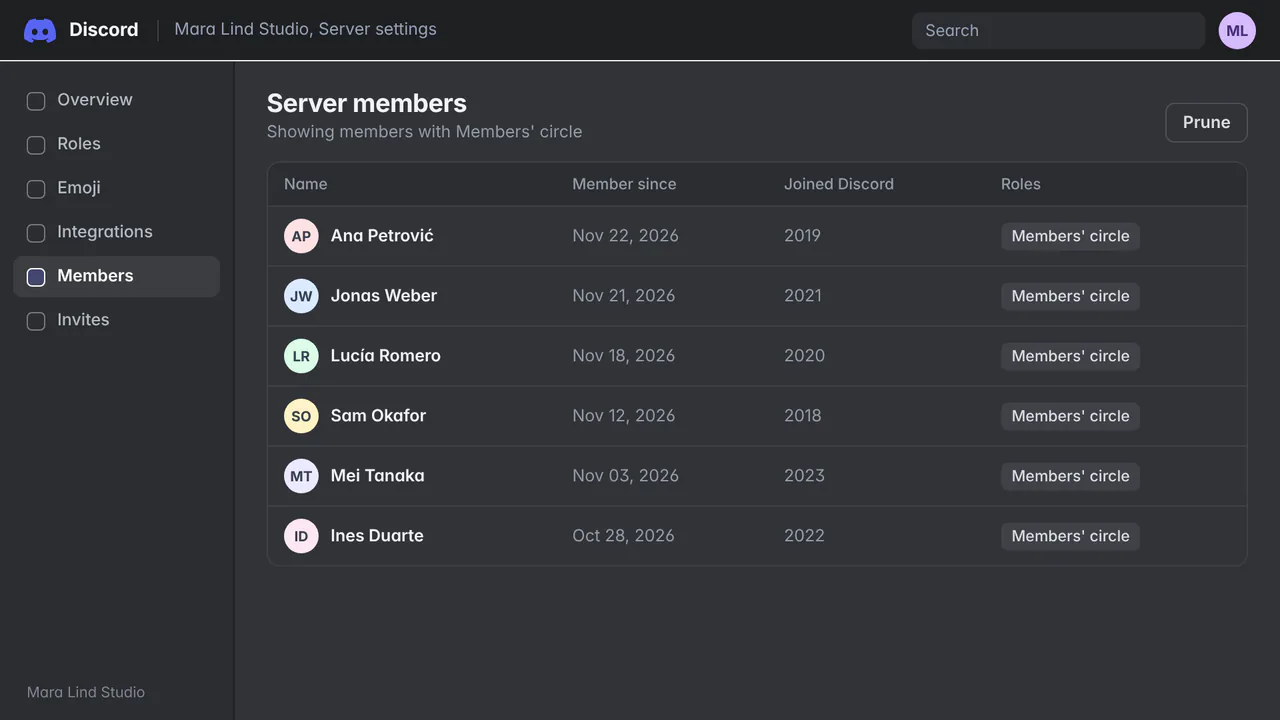 Discord Mara Lind Studio, Server settings Search ML
Overview
Roles
Emoji
Integrations
Members
Invites
Mara Lind Studio
Server members
Showing members with Members' circle
Prune
Name Member since Joined Discord Roles
AP Ana Petrović Nov 22, 2026 2019 Members' circle
JW Jonas Weber Nov 21, 2026 2021 Members' circle
LR Lucía Romero Nov 18, 2026 2020 Members' circle
SO Sam Okafor Nov 12, 2026 2018 Members' circle
MT Mei Tanaka Nov 03, 2026 2023 Members' circle
ID Ines Duarte Oct 28, 2026 2022 Members' circle